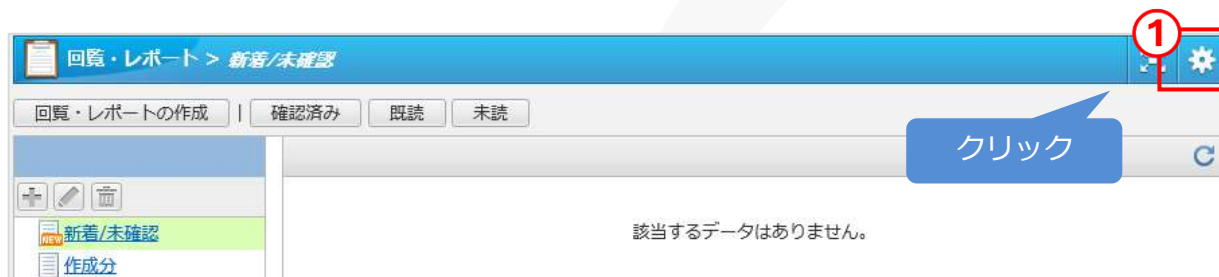 1
回覧・レポート > 新着/未確認
回覧・レポートの作成 | 確認済み 既読 未読
クリック
NEW 新着/未確認
該当するデータはありません。
作成分